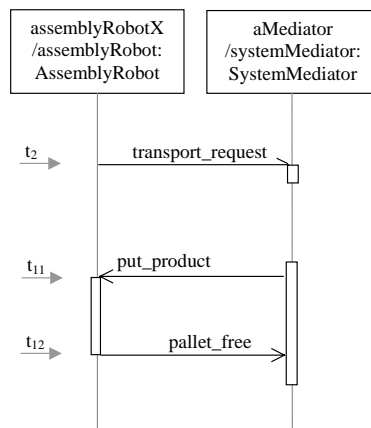 assemblyRobotX
/assemblyRobot:
AssemblyRobot
aMediator
/systemMediator:
SystemMediator
t2
transport_request
t11
put_product
t12
pallet_free